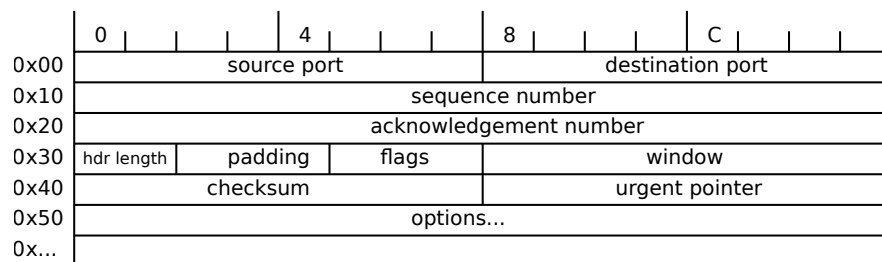 0 4 8 C
0x00 source port destination port
0x10 sequence number
0x20 acknowledgement number
0x30 hdr length padding flags window
0x40 checksum urgent pointer
0x50 options...
0x...